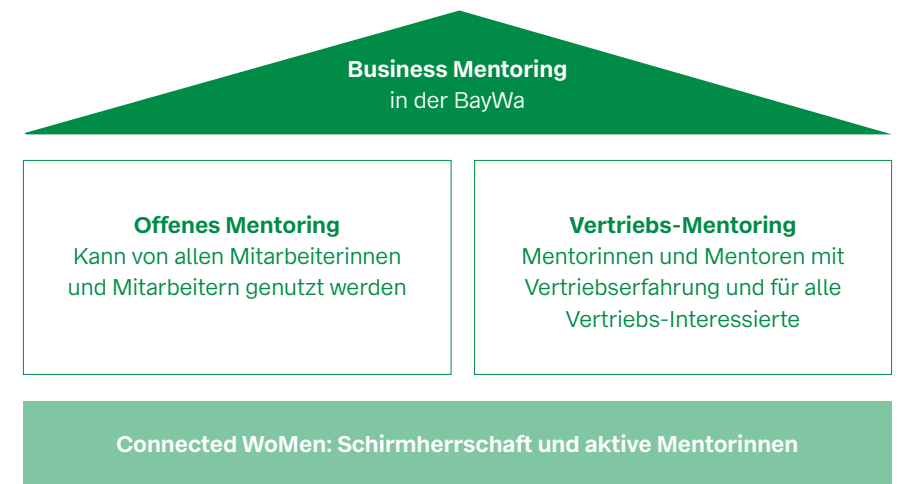 Business Mentoring
in der BayWa
Offenes Mentoring
Kann von allen Mitarbeiterinnen
und Mitarbeitern genutzt werden
Vertriebs-Mentoring
Mentorinnen und Mentoren mit
Vertriebserfahrung und für alle
Vertriebs-Interessierte
Connected WoMen: Schirmherrschaft und aktive Mentorinnen